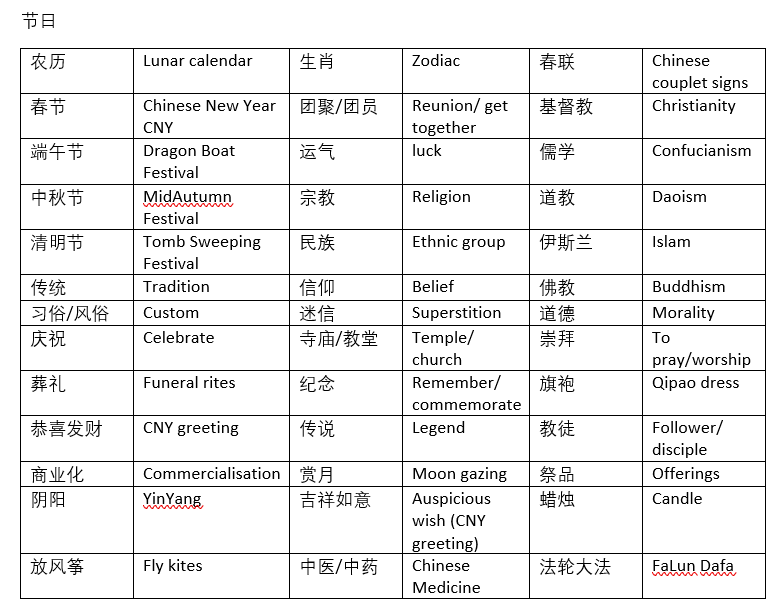 节日
农历 Lunar calendar 生肖 Zodiac 春联 Chinese
couplet signs
春节 Chinese New Year
CNY
团聚/团员 Reunion/ get
together
基督教 Christianity
端午节 Dragon Boat
Festival
运气 luck 儒学 Confucianism
中秋节 MidAutumn
Festival
宗教 Religion 道教 Daoism
清明节 Tomb Sweeping
Festival
民族 Ethnic group 伊斯兰 Islam
传统 Tradition 信仰 Belief 佛教 Buddhism
习俗/风俗 Custom 迷信 Superstition 道德 Morality
庆祝 Celebrate 寺庙/教堂 Temple/
church
崇拜 To
pray/worship
葬礼 Funeral rites 纪念 Remember/
commemorate
旗袍 Qipao dress
恭喜发财 CNY greeting 传说 Legend 教徒 Follower/
disciple
商业化 Commercialisation 赏月 Moon gazing 祭品 Offerings
阴阳 YinYang 吉祥如意 Auspicious
wish (CNY
greeting)
蜡烛 Candle
放风筝 Fly kites 中医/中药 Chinese
Medicine
法轮大法 FaLun Dafa